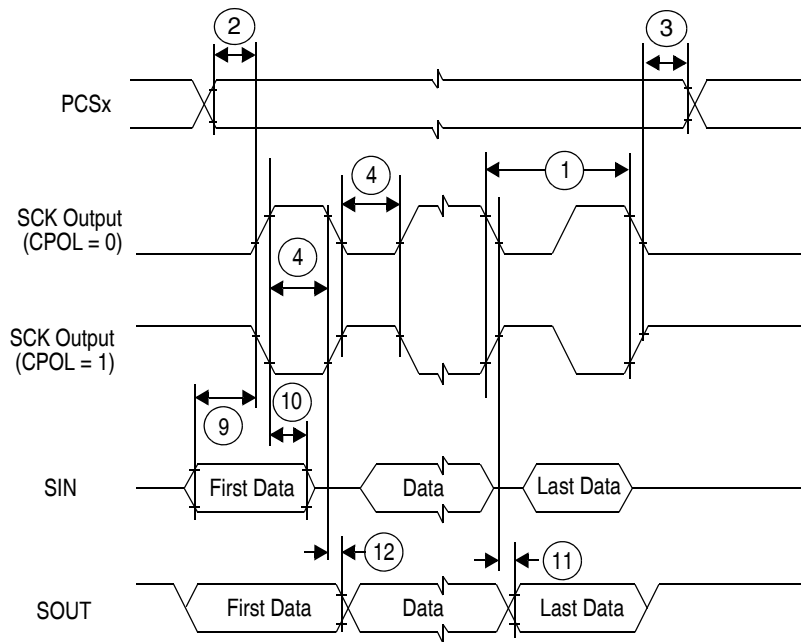 2
3
PCSx
4
1
SCK Output
(CPOL = 0)
4
SCK Output
(CPOL = 1)
9
10
SIN
First Data
Data
Last Data
12
11
SOUT
First Data
Data
Last Data